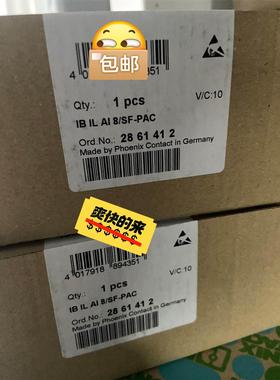 包邮
4 017918 894351
V/C:10
Qty.: 1 pcs
IB IL AI 8/SF-PAC
Ord.No.: 28 61 41 2
Made by Phoenix Contact in Germany
爽快的来
$$$$$$
4 017918 894351
V/C:10
Qty.: 1 pcs
IB IL AI 8/SF-PAC
Ord.No.: 28 61 41 2
Made by Phoenix Contact in Germany